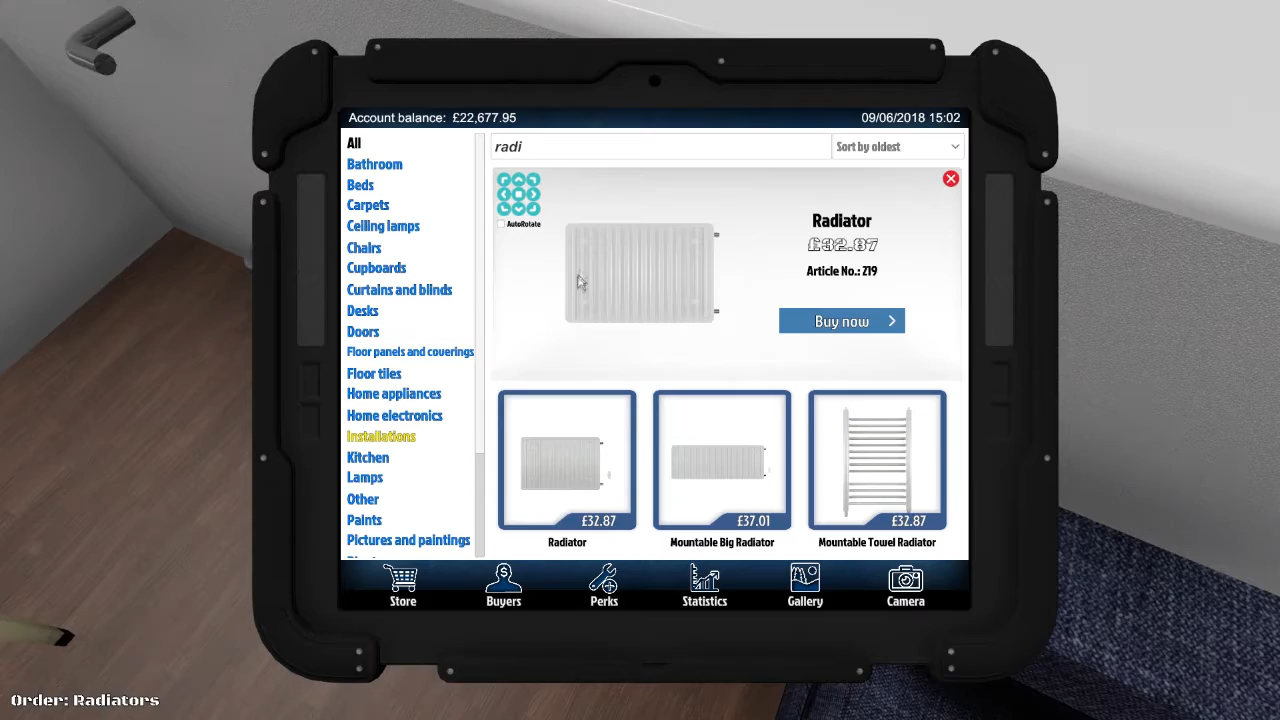 Account balance: £22,677.95
09/06/2018 15:02
All
Bathroom
Beds
Carpets
Ceiling lamps
Chairs
Cupboards
Curtains and blinds
Desks
Doors
Floor panels and coverings
Floor tiles
Home appliances
Home electronics
Installations
Kitchen
Lamps
Other
Paints
Pictures and paintings
radi
Sort by oldest
AutoRotate
Radiator
£32.87
Article No.: 219
Buy now
£32.87
Radiator
£37.01
Mountable Big Radiator
£32.87
Mountable Towel Radiator
Store
Buyers
Perks
Statistics
Gallery
Camera
Order: Radiators